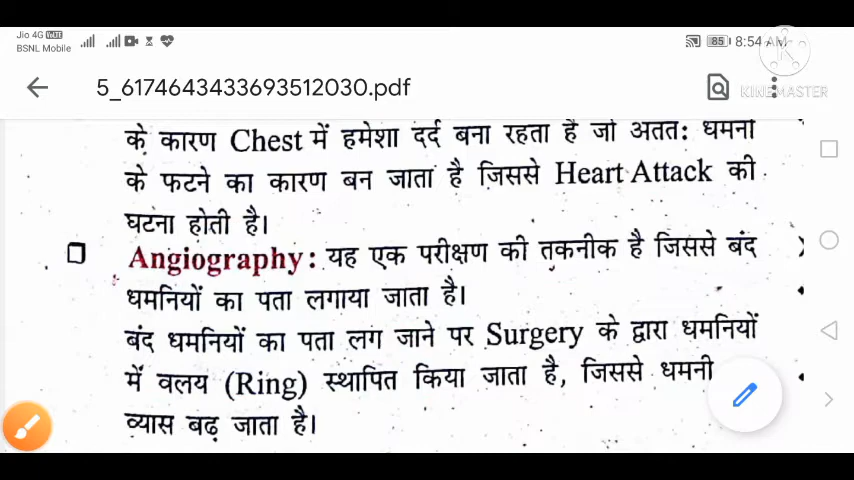 Jio 4G VoLTE
BSNL Mobile
85 8:54 AM
KINEMASTER
5_6174643433693512030.pdf
के कारण Chest में हमेशा दर्द बना रहता है जो अततः धमनी
के फटने का कारण बन जाता है जिससे Heart Attack की
घटना होती है।
Angiography: यह एक परीक्षण की तकनीक है जिससे बंद
धमनियों का पता लगाया जाता है।
बंद धमनियों का पता लग जाने पर Surgery के द्वारा धमनियों
में वलय (Ring) स्थापित किया जाता है, जिससे धमनी
व्यास बढ़ जाता है।